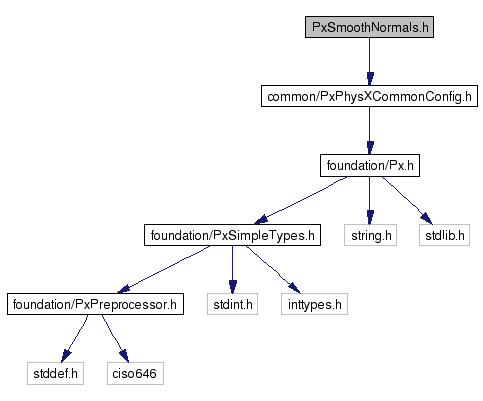 PxSmoothNormals.h
common/PxPhysXCommonConfig.h
foundation/Px.h
foundation/PxSimpleTypes.h
string.h
stdlib.h
foundation/PxPreprocessor.h
stdint.h
inttypes.h
stddef.h
ciso646